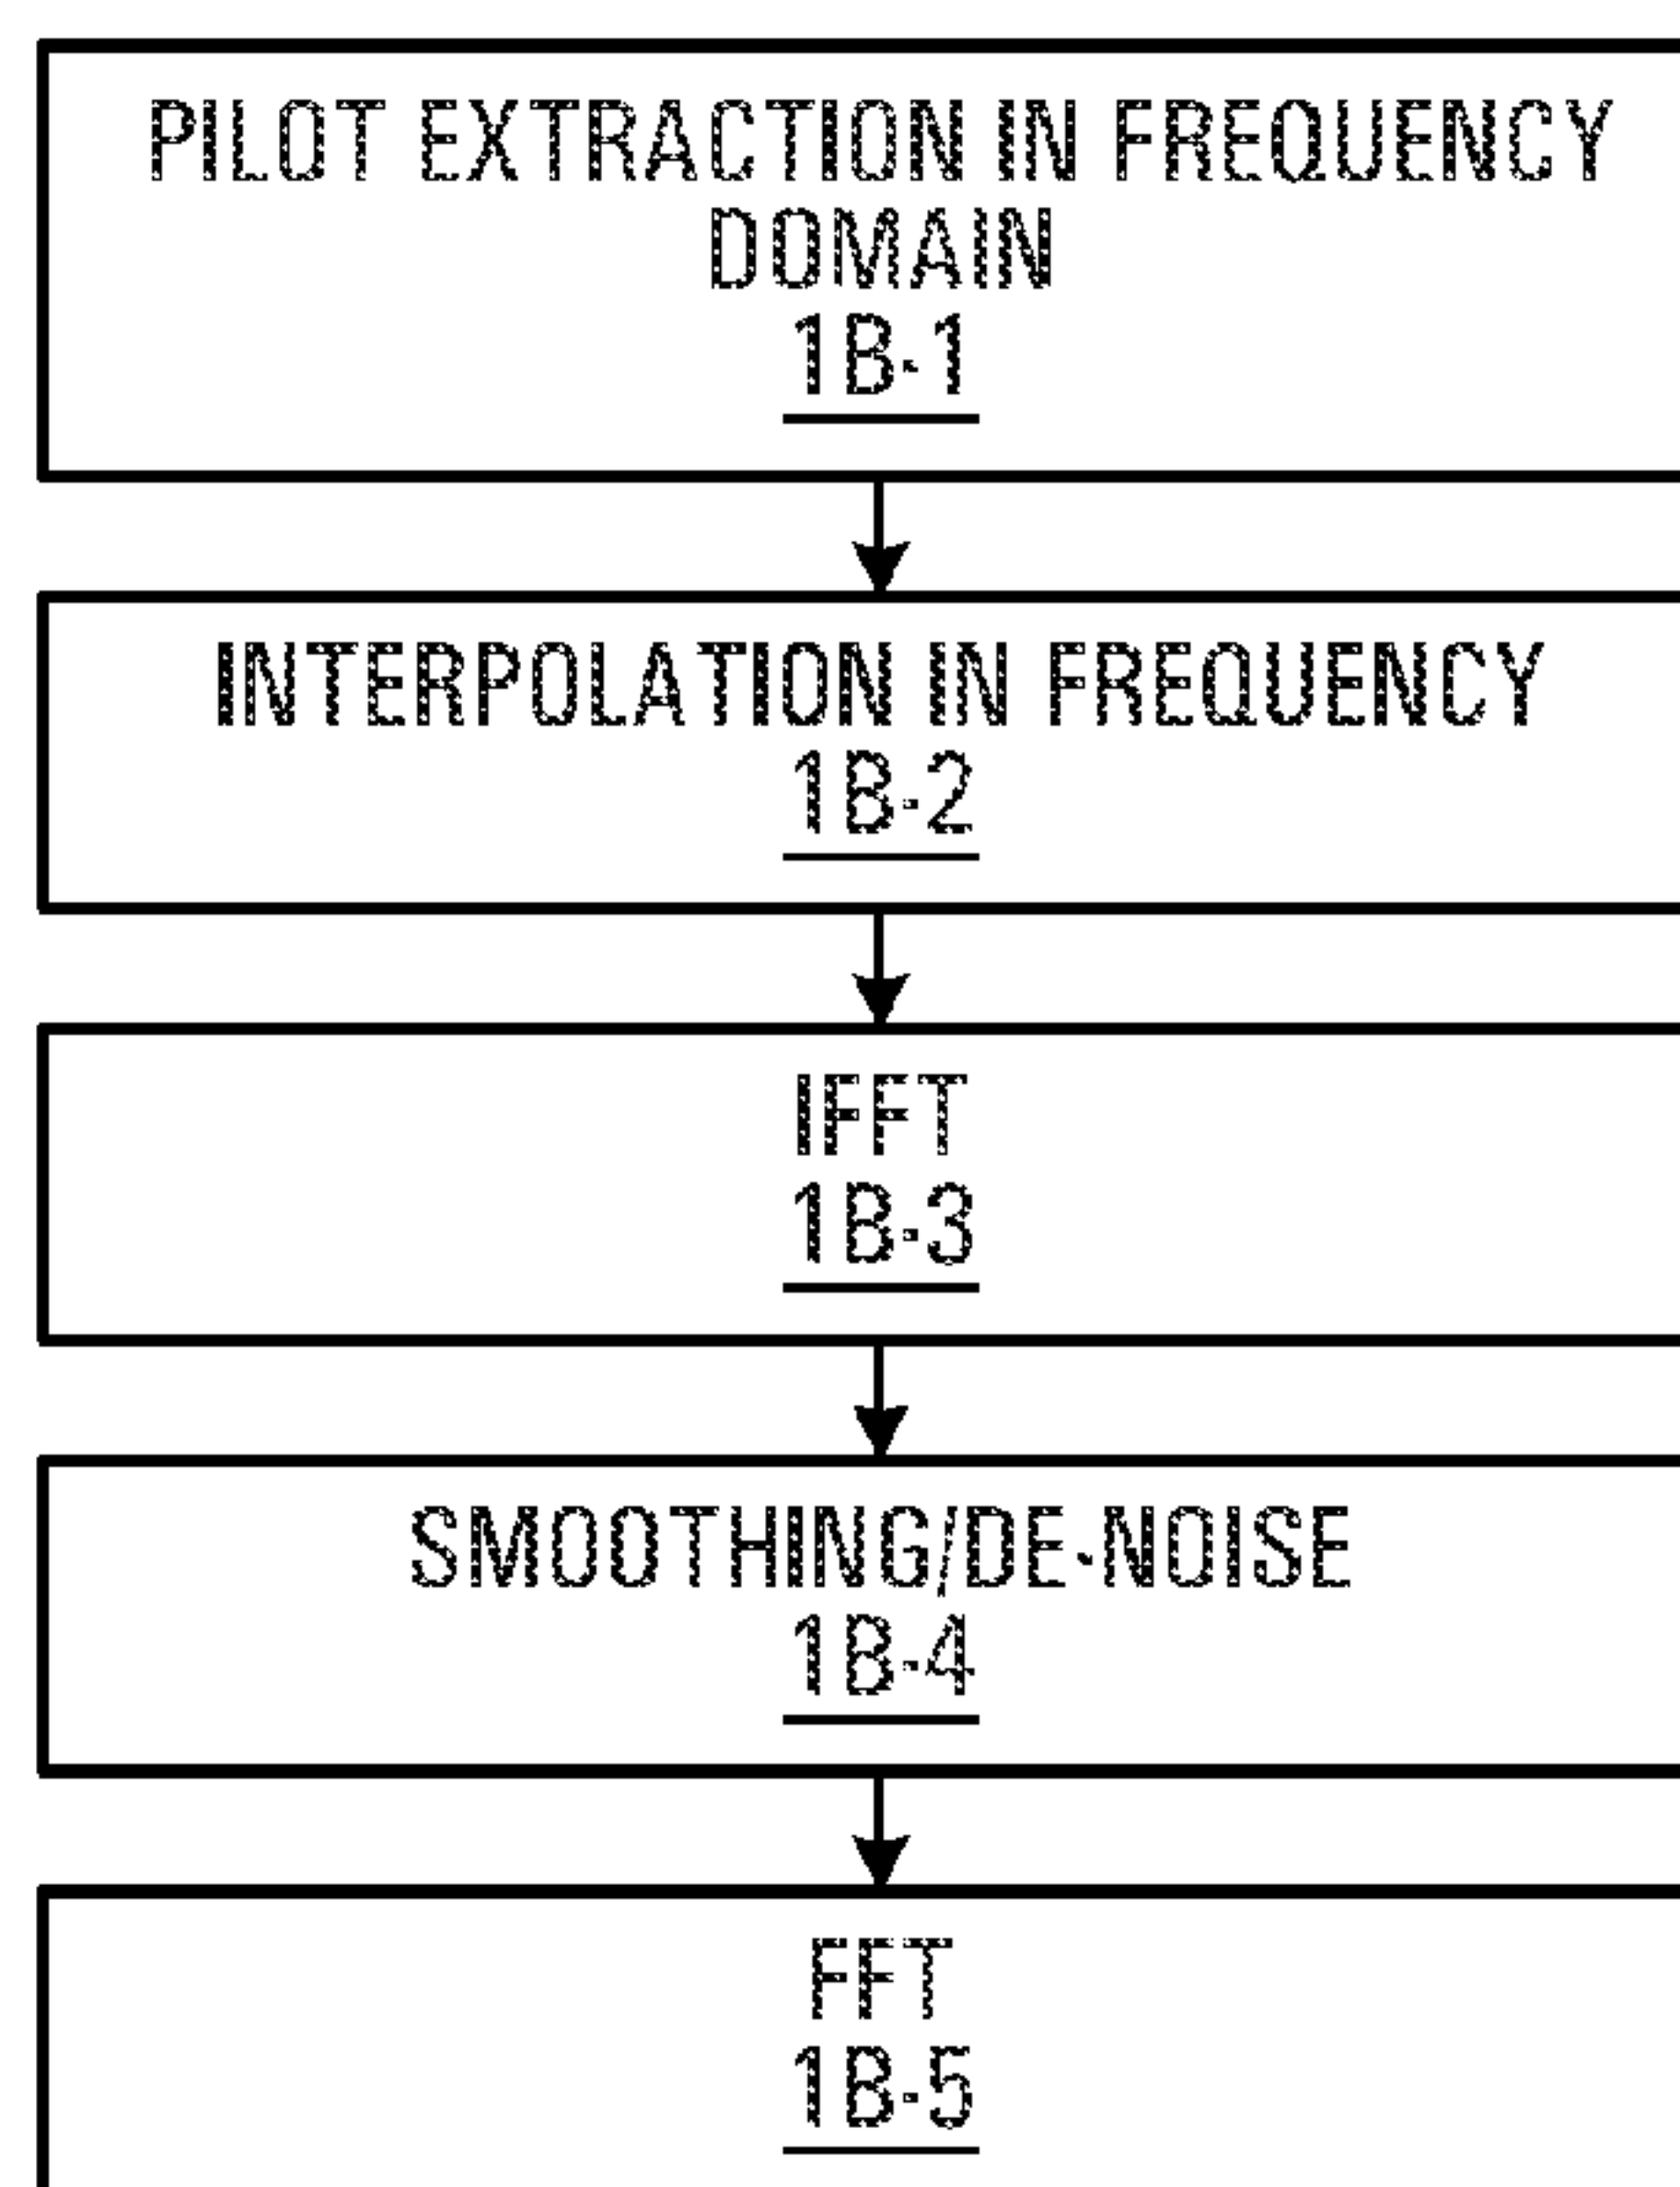 PILOT EXTRACTION IN FREQUENCY
DOMAIN
1B-1
INTERPOLATION IN FREQUENCY
1B-2
IFFT
1B-3
SMOOTHING/DE-NOISE
1B-4
FFT
1B-5